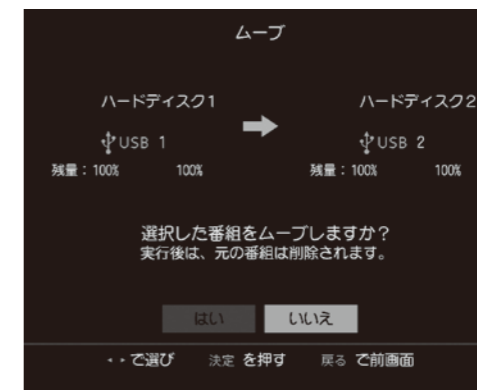 ムーブ
ハードディスク1 ハードディスク2
USB 1 USB 2
残量：100% 100% 残量：100% 100%
選択した番組をムーブしますか？
実行後は、元の番組は削除されます。
はい いいえ
で選び 決定 を押す 戻る で前画面